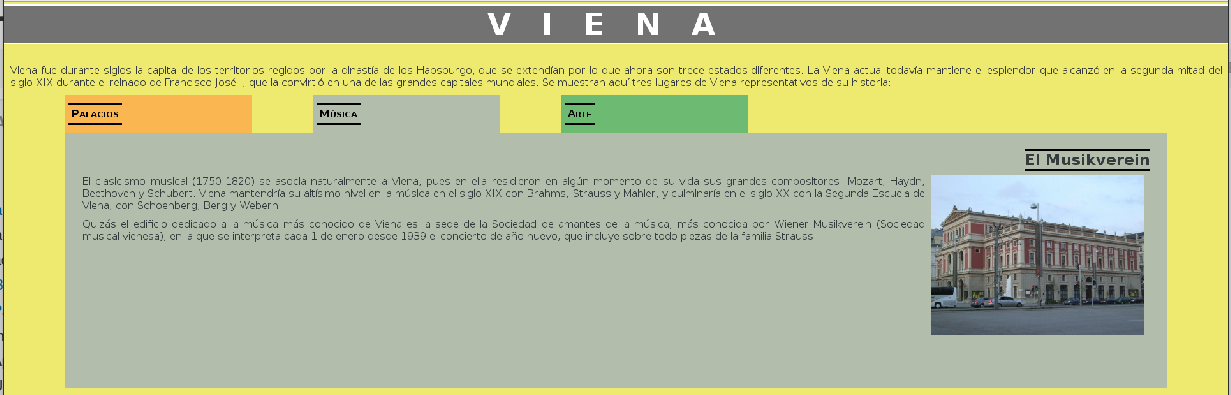 V I E N A
Viena fue durante siglos la capital de los territorios regidos por la dinastía de los Habsburgo, que se extendían por lo que ahora son trece estados diferentes. La Viena actual todavía mantiene el esplendor que alcanzó en la segunda mitad del
siglo XIX durante el reinado de Francisco José I, que la convirtió en una de las grandes capitales mundiales. Se muestran aquí tres lugares de Viena representativos de su historia:
PALACIOS
MÚSICA
ARTE
El Musikverein
El clasicismo musical (1750-1820) se asocia naturalmente a Viena, pues en ella residieron en algún momento de su vida sus grandes compositores: Mozart, Haydn,
Beethoven y Schubert. Viena mantendría su altísimo nivel en la música en el siglo XIX con Brahms, Strauss y Mahler, y culminaría en el siglo XX con la Segunda Escuela de
Viena, con Schoenberg, Berg y Webern.
Quizás el edificio dedicado a la música más conocido de Viena es la sede de la Sociedad de amantes de la música, más conocida por Wiener Musikverein (Sociedad
musical vienesa), en la que se interpreta cada 1 de enero desde 1939 el concierto de año nuevo, que incluye sobre todo piezas de la familia Strauss.